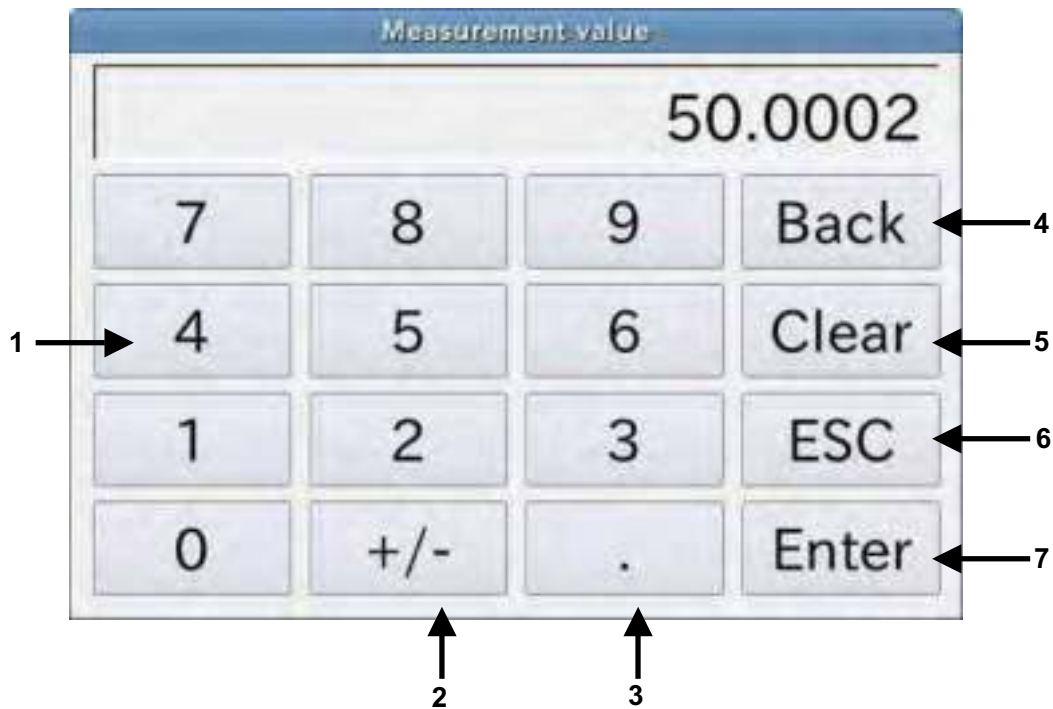 Measurement value
50.0002
7 8 9 Back 4
1 4 5 6 Clear 5
1 2 3 ESC 6
0 +/- . Enter 7
2 3